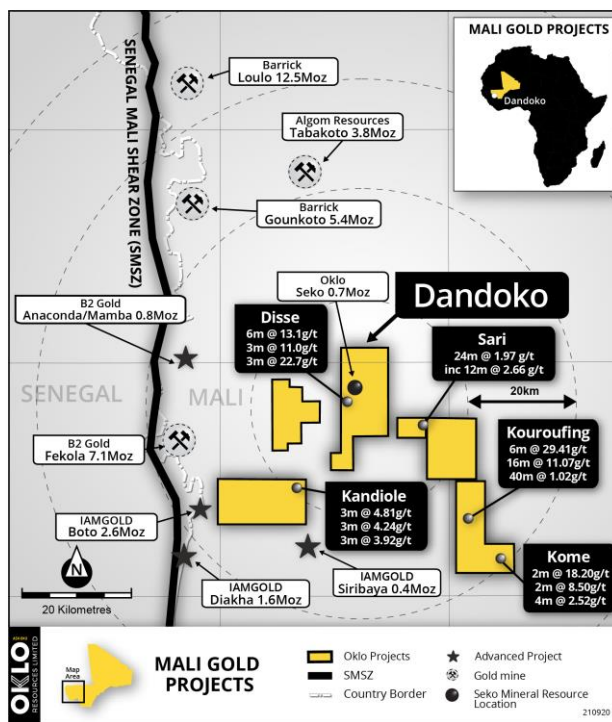 SENEGAL MALI SHEAR ZONE (SMSZ)
Barrick
Loulo 12.5Moz
Algom Resources
Tabakoto 3.8Moz
Barrick
Gounkoto 5.4Moz
MALI GOLD PROJECTS
Dandoko
B2 Gold
Anaconda/Mamba 0.8Moz
Oklo
Seko 0.7Moz
Dandoko
Disse
6m @ 13.1g/t
3m @ 11.0g/t
3m @ 22.7g/t
Sari
24m @ 1.97 g/t
inc 12m @ 2.66 g/t
SENEGAL
MALI
20km
B2 Gold
Fekola 7.1Moz
Kouroufing
6m @ 29.41g/t
16m @ 11.07g/t
40m @ 1.02g/t
Kandiole
3m @ 4.81g/t
3m @ 4.24g/t
3m @ 3.92g/t
IAMGOLD
Boto 2.6Moz
Kome
2m @ 18.20g/t
2m @ 8.50g/t
4m @ 2.52g/t
N
20 Kilometres
IAMGOLD
Diakha 1.6Moz
IAMGOLD
Siribaya 0.4Moz
OKLO
RESOURCES LIMITED
Map
Area
MALI GOLD
PROJECTS
Oklo Projects
SMSZ
Country Border
Advanced Project
Gold mine
Seko Mineral Resource
Location
210920